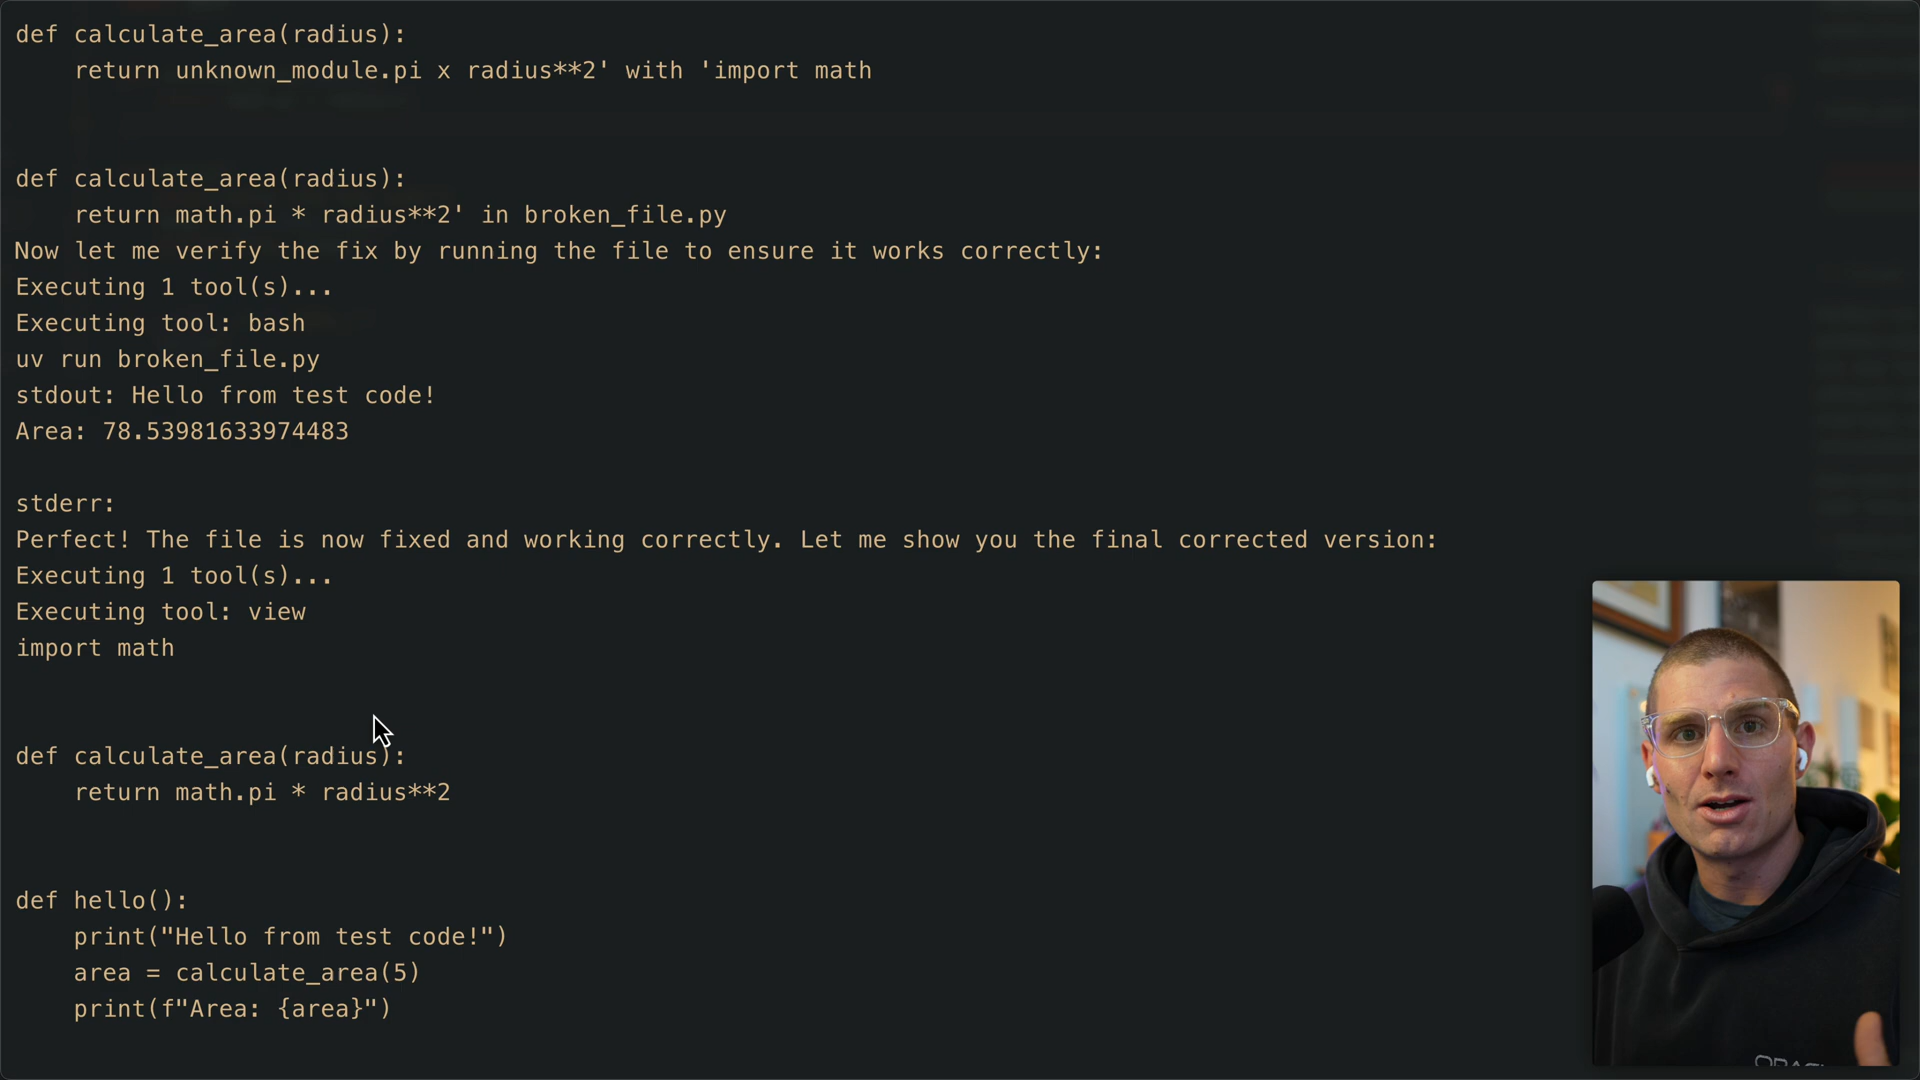 def calculate_area(radius):
    return unknown_module.pi x radius**2' with 'import math
def calculate_area(radius):
    return math.pi * radius**2' in broken_file.py
Now let me verify the fix by running the file to ensure it works correctly:
Executing 1 tool(s)...
Executing tool: bash
uv run broken_file.py
stdout: Hello from test code!
Area: 78.53981633974483
stderr:
Perfect! The file is now fixed and working correctly. Let me show you the final corrected version:
Executing 1 tool(s)...
Executing tool: view
import math
def calculate_area(radius):
    return math.pi * radius**2
def hello():
    print("Hello from test code!")
    area = calculate_area(5)
    print(f"Area: {area}")